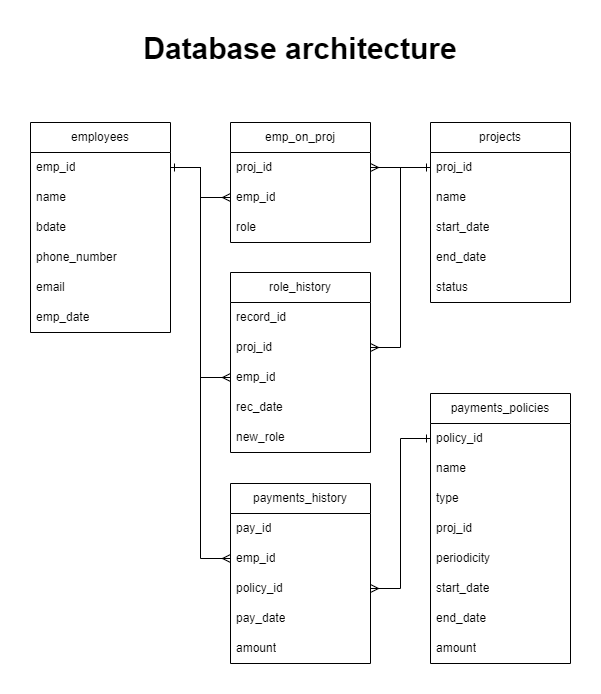 Database architecture
employees
emp_id
name
bdate
phone_number
email
emp_date
emp_on_proj
proj_id
emp_id
role
projects
proj_id
name
start_date
end_date
status
role_history
record_id
proj_id
emp_id
rec_date
new_role
payments_policies
policy_id
name
type
proj_id
periodicity
start_date
end_date
amount
payments_history
pay_id
emp_id
policy_id
pay_date
amount